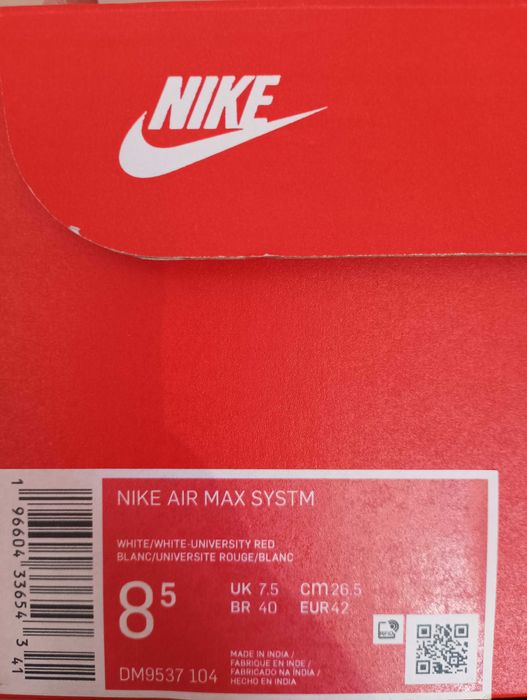 NIKE
NIKE AIR MAX SYSTM
WHITE/WHITE-UNIVERSITY RED
BLANC/UNIVERSITE ROUGE/BLANC
8⁵
UK 7.5 cm 26.5
BR 40 EUR 42
MADE IN INDIA /
FABRIQUE EN INDE /
FABRICADO NA ÍNDIA /
HECHO EN INDIA
DM9537 104
1 96604 33654 341